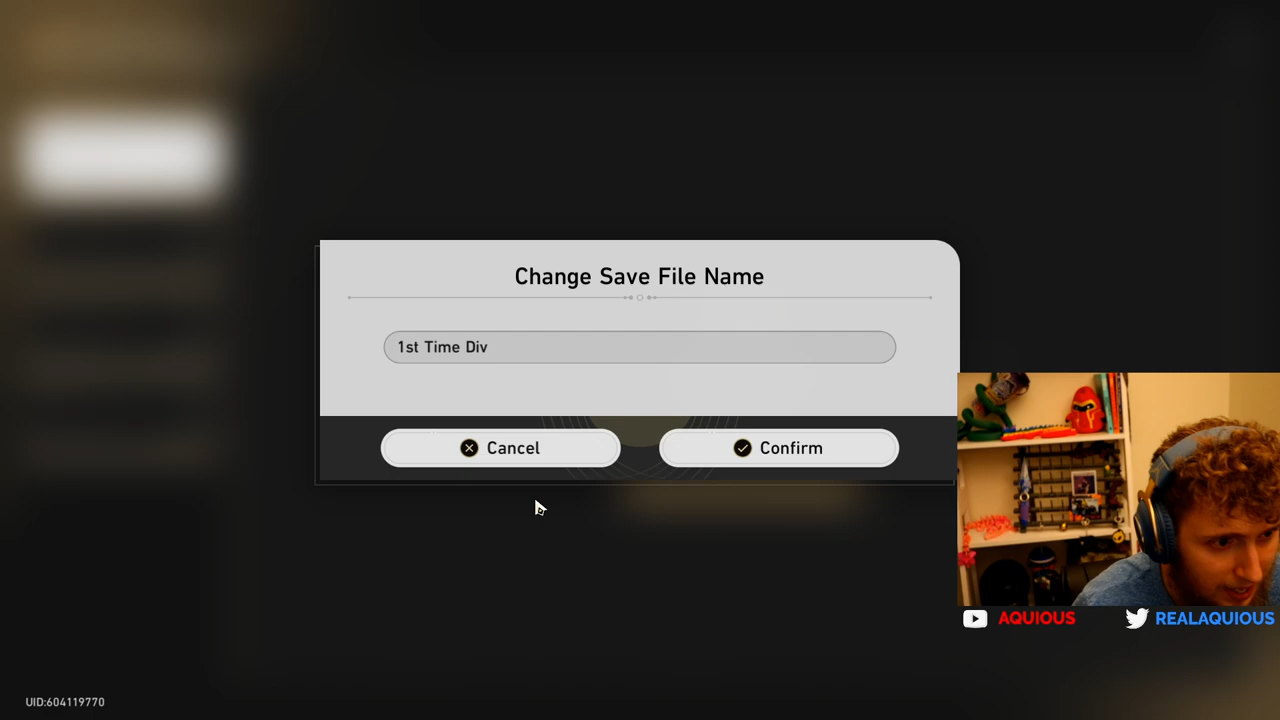 Change Save File Name
1st Time Div
Cancel
Confirm
AQUIOUS
REALAQUIOUS
UID:604119770